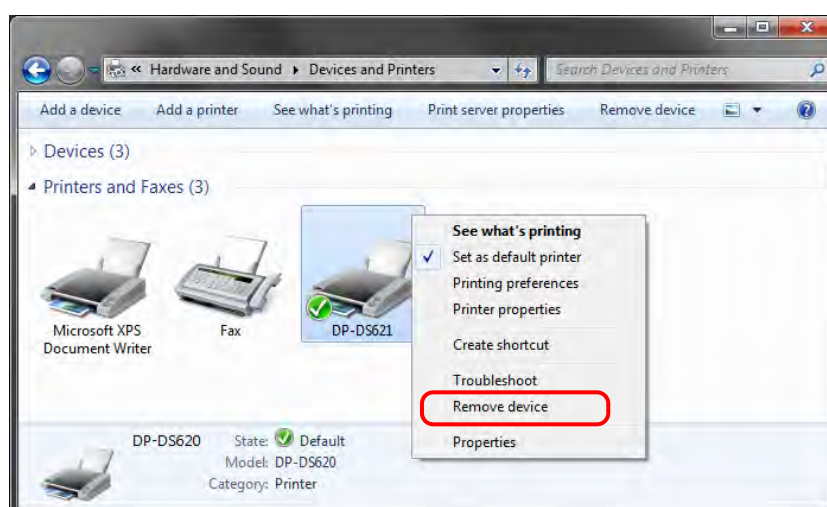 « Hardware and Sound ▸ Devices and Printers Search Devices and Printers
Add a device Add a printer See what's printing Print server properties Remove device
Devices (3)
Printers and Faxes (3)
Microsoft XPS
Document Writer
Fax
DP-DS621
See what's printing
Set as default printer
Printing preferences
Printer properties
Create shortcut
Troubleshoot
Remove device
Properties
DP-DS620 State: Default
Model: DP-DS620
Category: Printer